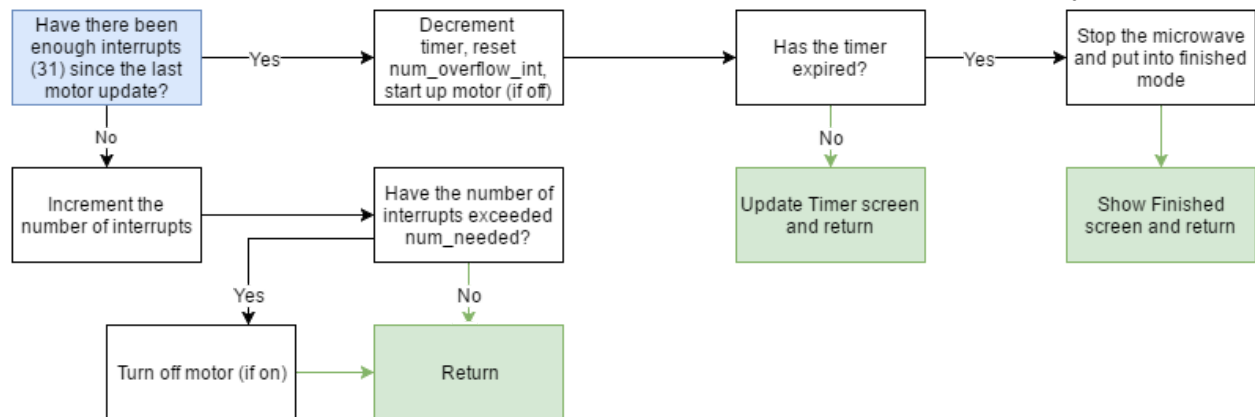 Have there been
enough interrupts
(31) since the last
motor update?
Yes
Decrement
timer, reset
num_overflow_int,
start up motor (if off)
Has the timer
expired?
Yes
Stop the microwave
and put into finished
mode
No
No
Increment the
number of interrupts
Have the number of
interrupts exceeded
num_needed?
Update Timer screen
and return
Show Finished
screen and return
Yes
No
Turn off motor (if on)
Return